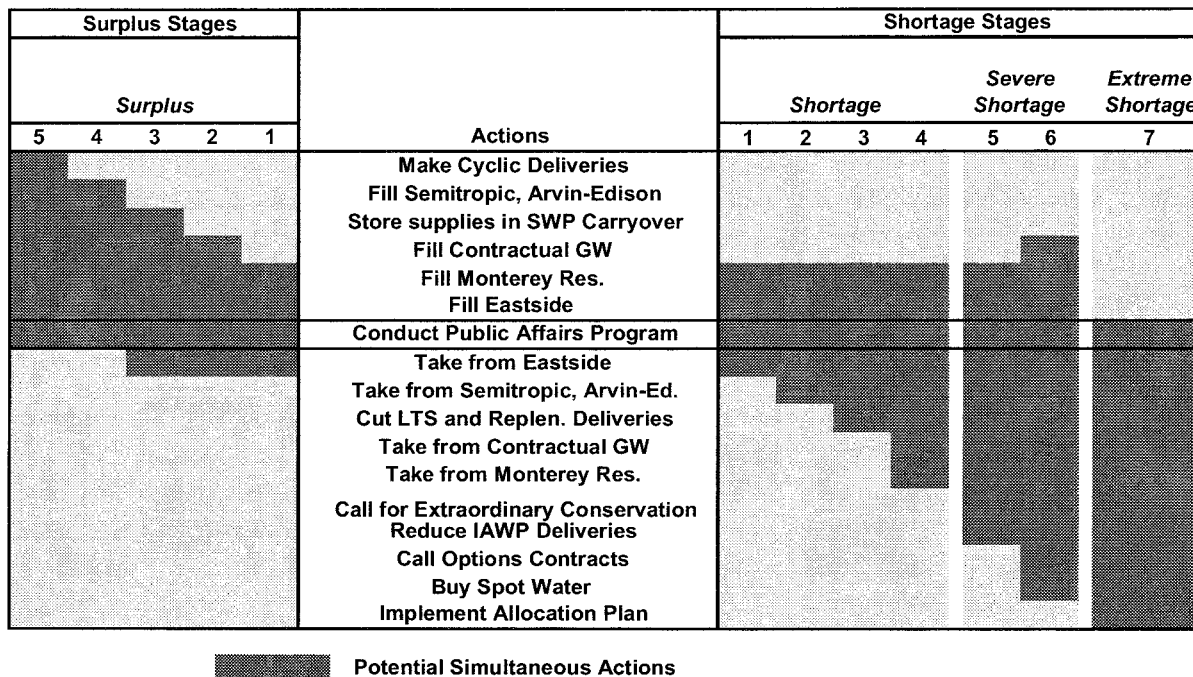 Surplus Stages
Shortage Stages
Surplus
Shortage
Severe
Shortage
Extreme
Shortage
5 4 3 2 1
Actions
1 2 3 4 5 6 7
Make Cyclic Deliveries
Fill Semitropic, Arvin-Edison
Store supplies in SWP Carryover
Fill Contractual GW
Fill Monterey Res.
Fill Eastside
Conduct Public Affairs Program
Take from Eastside
Take from Semitropic, Arvin-Ed.
Cut LTS and Replen. Deliveries
Take from Contractual GW
Take from Monterey Res.
Call for Extraordinary Conservation
Reduce IAWP Deliveries
Call Options Contracts
Buy Spot Water
Implement Allocation Plan
Potential Simultaneous Actions